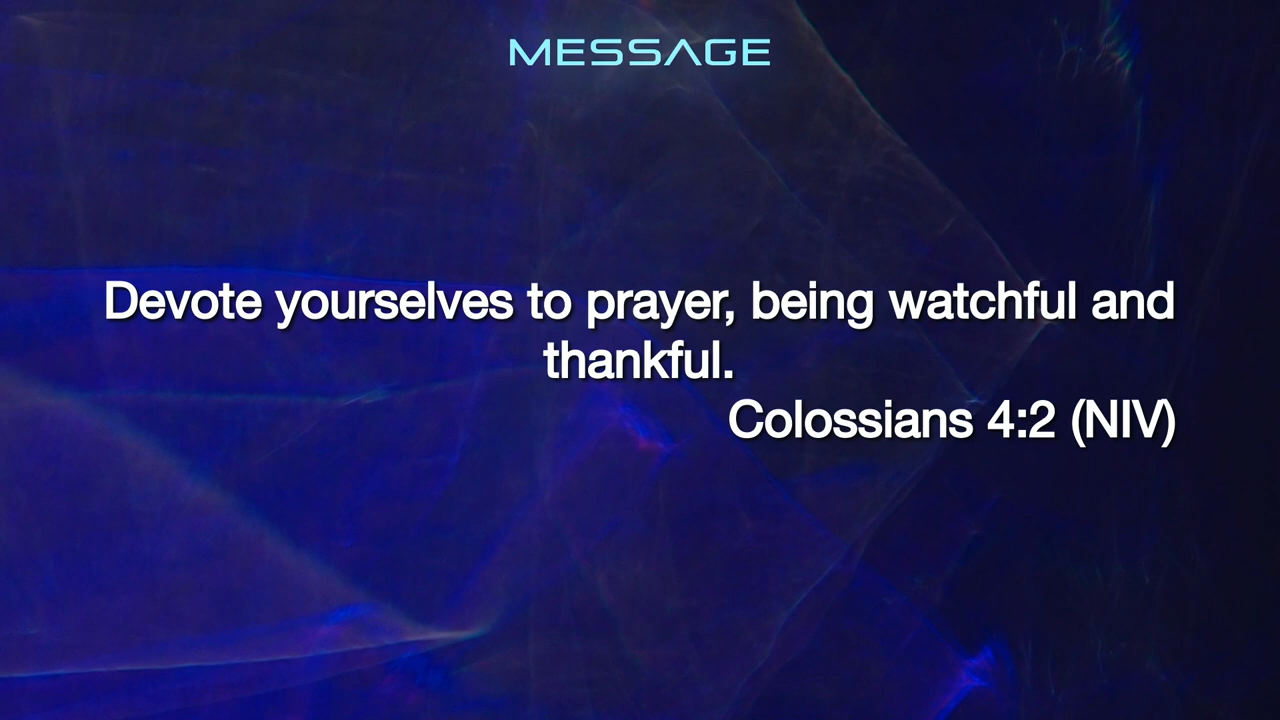 MESSAGE
Devote yourselves to prayer, being watchful and
thankful.
Colossians 4:2 (NIV)